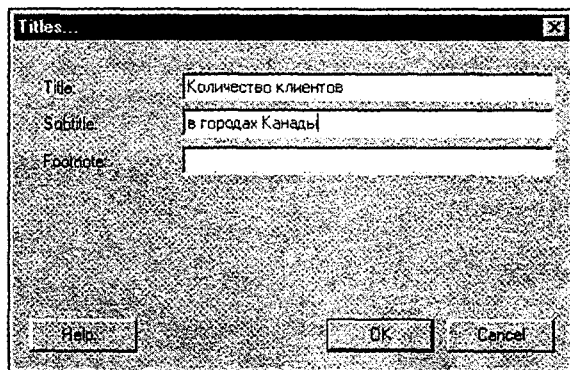 Titles...
Title: Количество клиентов
Subtitle: в городах Канады
Footnote:
Help OK Cancel